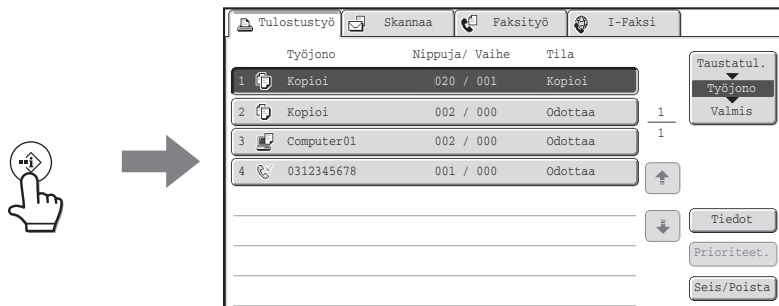 Tulostustyö Skannaa Faksityö I-Faksi
Työjono Nippuja/ Vaihe Tila
1 Kopioi 020 / 001 Kopioi
2 Kopioi 002 / 000 Odottaa
3 Computer01 002 / 000 Odottaa
4 0312345678 001 / 000 Odottaa
1
1
Taustatul.
Työjono
Valmis
Tiedot
Prioriteet.
Seis/Poista